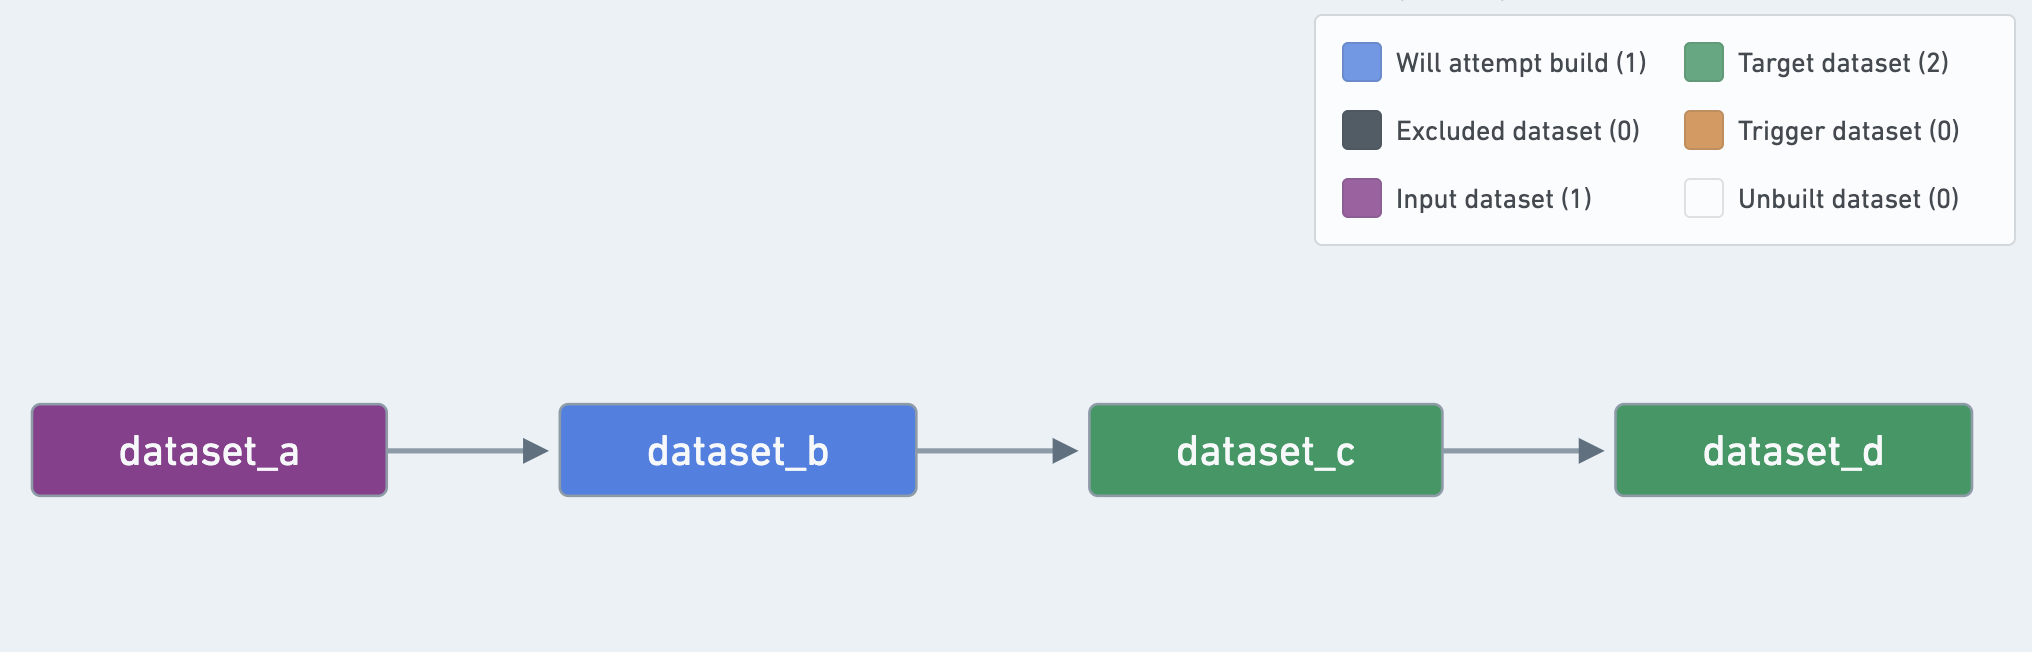 Will attempt build (1)
Target dataset (2)
Excluded dataset (0)
Trigger dataset (0)
Input dataset (1)
Unbuilt dataset (0)
dataset_a
dataset_b
dataset_c
dataset_d